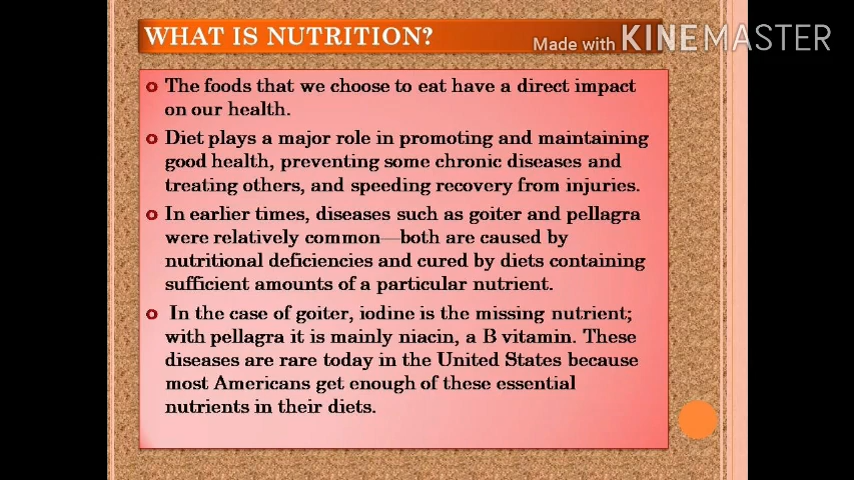 WHAT IS NUTRITION?
Made with KINEMASTER
The foods that we choose to eat have a direct impact
on our health.
Diet plays a major role in promoting and maintaining
good health, preventing some chronic diseases and
treating others, and speeding recovery from injuries.
In earlier times, diseases such as goiter and pellagra
were relatively common—both are caused by
nutritional deficiencies and cured by diets containing
sufficient amounts of a particular nutrient.
In the case of goiter, iodine is the missing nutrient;
with pellagra it is mainly niacin, a B vitamin. These
diseases are rare today in the United States because
most Americans get enough of these essential
nutrients in their diets.